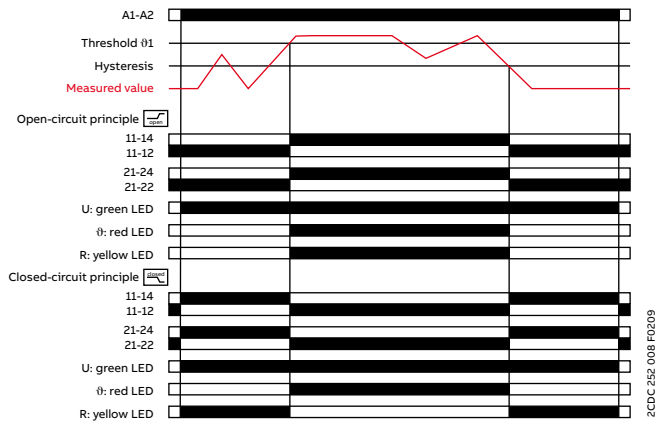 A1-A2
Threshold ϑ1
Hysteresis
Measured value
Open-circuit principle open
11-14
11-12
21-24
21-22
U: green LED
ϑ: red LED
R: yellow LED
Closed-circuit principle closed
11-14
11-12
21-24
21-22
U: green LED
ϑ: red LED
R: yellow LED
2CDC 252 008 F0209